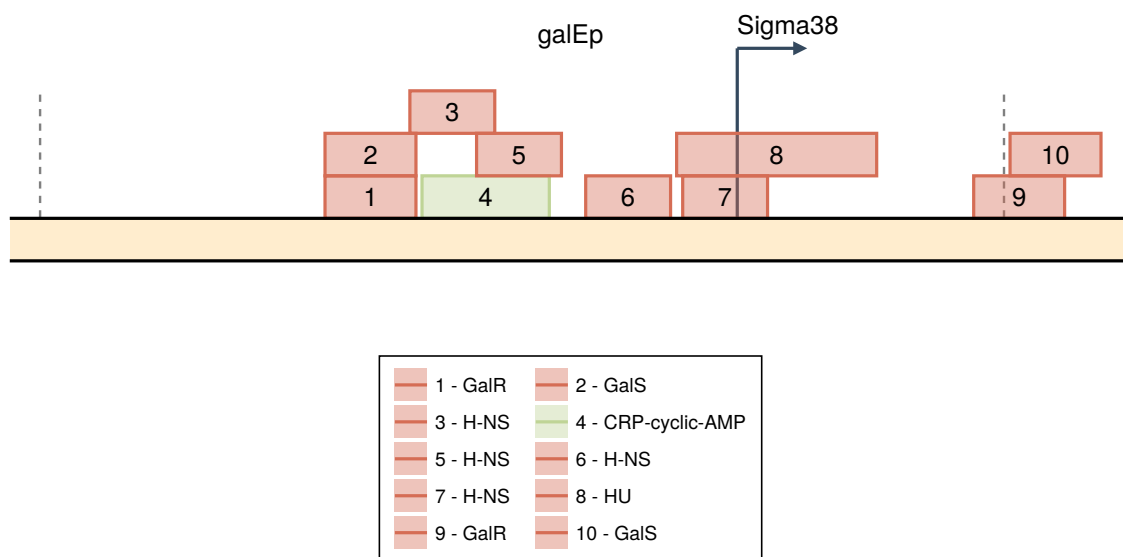 Sigma38
galEp
3
2
5
8
10
1
4
6
7
9
1 - GalR
2 - GalS
3 - H-NS
4 - CRP-cyclic-AMP
5 - H-NS
6 - H-NS
7 - H-NS
8 - HU
9 - GalR
10 - GalS